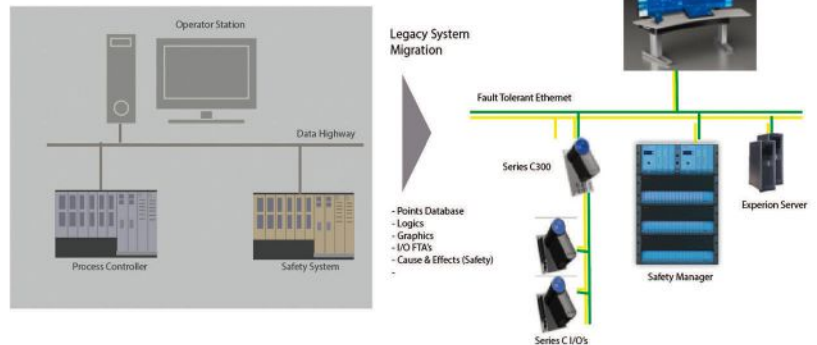 Operator Station
Data Highway
Process Controller
Safety System
Legacy System
Migration
- Points Database
- Logics
- Graphics
- I/O FTA's
- Cause & Effects (Safety)
-
Fault Tolerant Ethernet
Series C300
Experion Server
Safety Manager
Series C I/O's